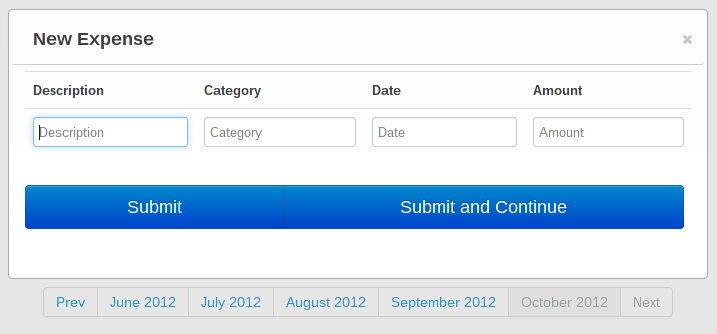 New Expense ×
Description Category Date Amount
Description Category Date Amount
Submit Submit and Continue
Prev June 2012 July 2012 August 2012 September 2012 October 2012 Next